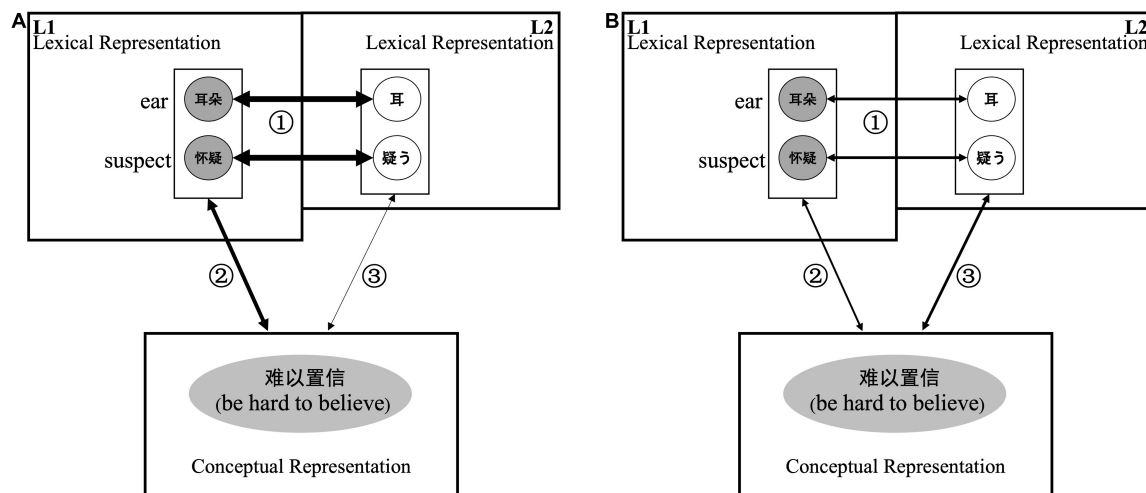 A
L1
L2
Lexical Representation
Lexical Representation
ear
耳朵
耳
①
suspect
怀疑
疑う
②
③
难以置信
(be hard to believe)
Conceptual Representation
B
L1
L2
Lexical Representation
Lexical Representation
ear
耳朵
耳
①
suspect
怀疑
疑う
②
③
难以置信
(be hard to believe)
Conceptual Representation